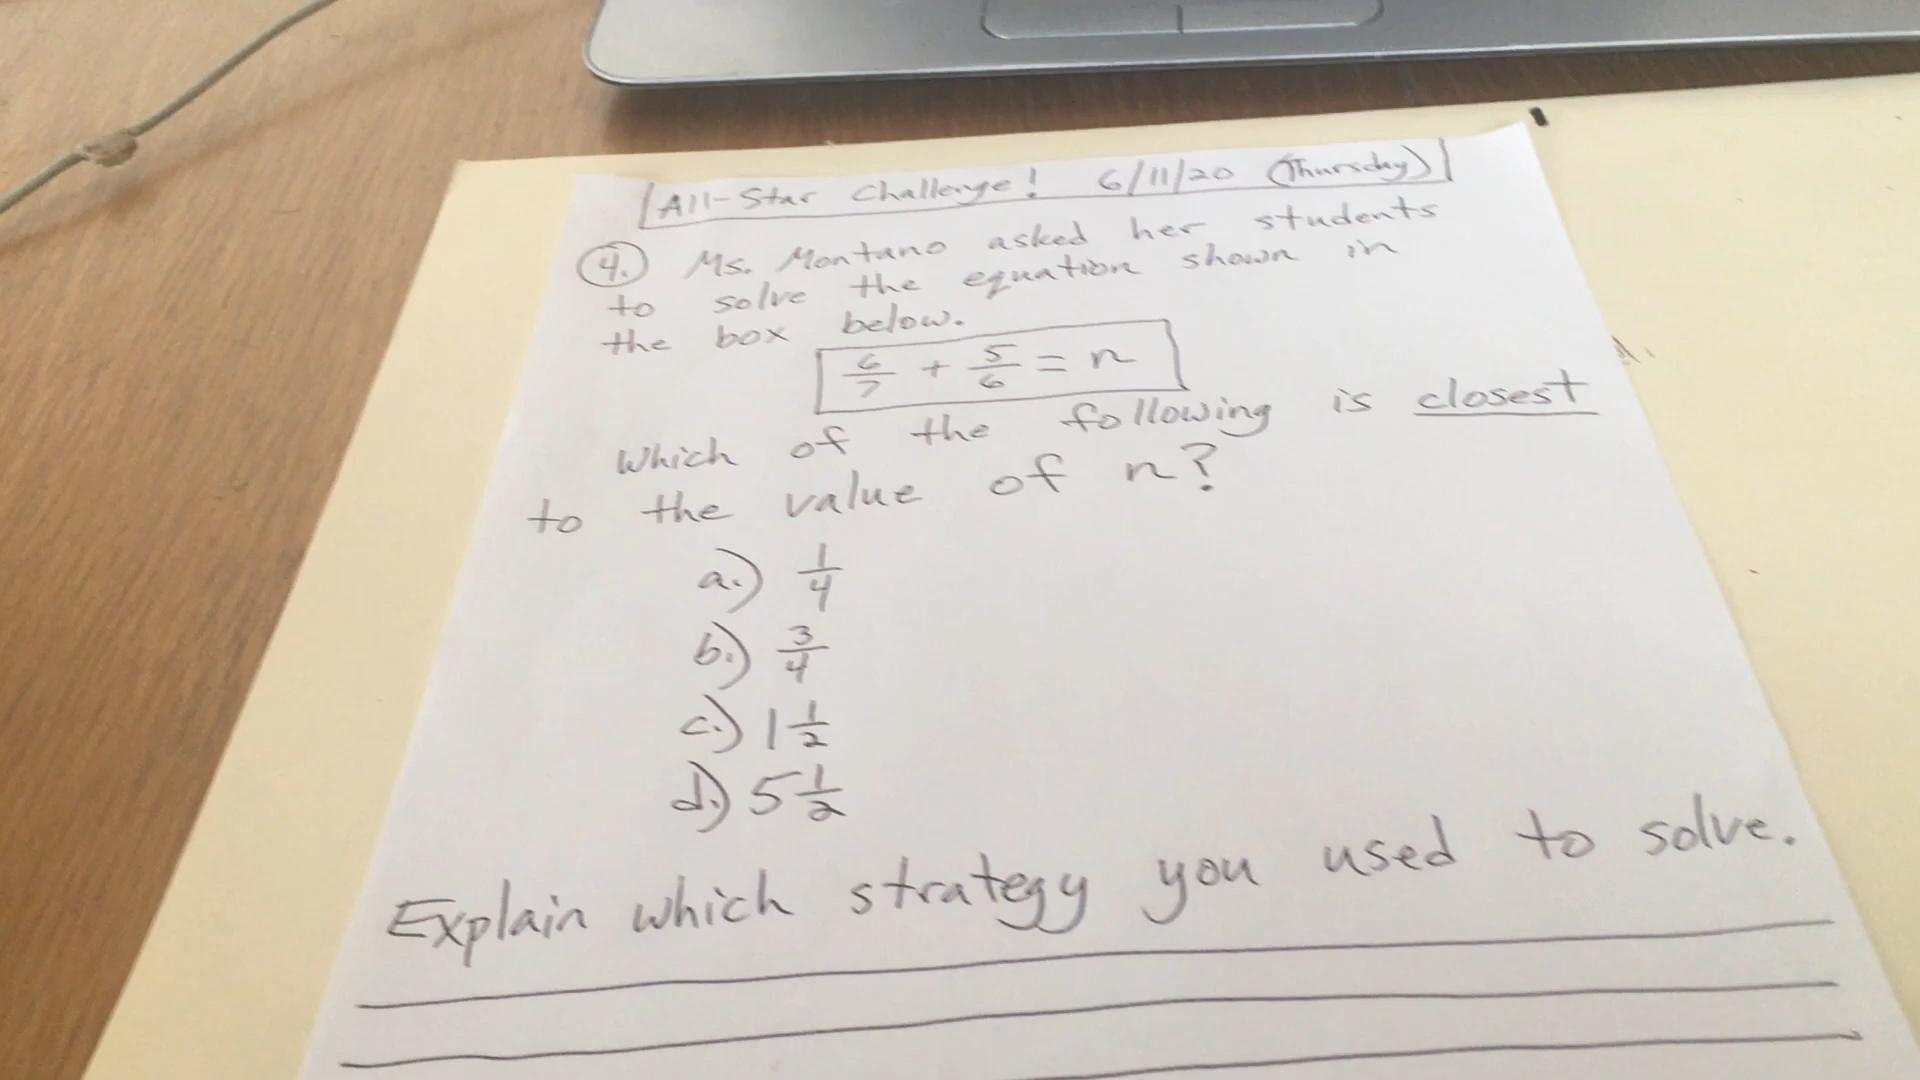 All-Star Challenge! 6/11/20 (Thursday)
4. Ms. Montano asked her students
to solve the equation shown in
the box below.
6/7 + 5/6 = n
Which of the following is closest
to the value of n?
a.) 1/4
b.) 3/4
c.) 1 1/2
d.) 5 1/2
Explain which strategy you used to solve.